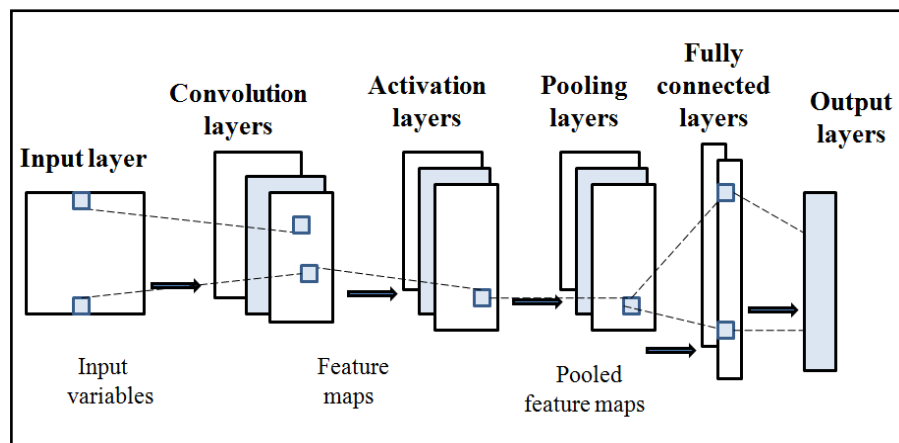 Input layer
Convolution
layers
Activation
layers
Pooling
layers
Fully
connected
layers
Output
layers
Input
variables
Feature
maps
Pooled
feature maps